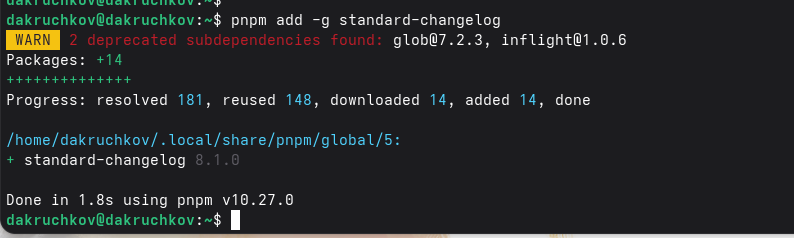 dakruchkov@dakruchkov:~$
dakruchkov@dakruchkov:~$ pnpm add -g standard-changelog
WARN 2 deprecated subdependencies found: glob@7.2.3, inflight@1.0.6
Packages: +14
++++++++++++++
Progress: resolved 181, reused 148, downloaded 14, added 14, done
/home/dakruchkov/.local/share/pnpm/global/5:
+ standard-changelog 8.1.0
Done in 1.8s using pnpm v10.27.0
dakruchkov@dakruchkov:~$